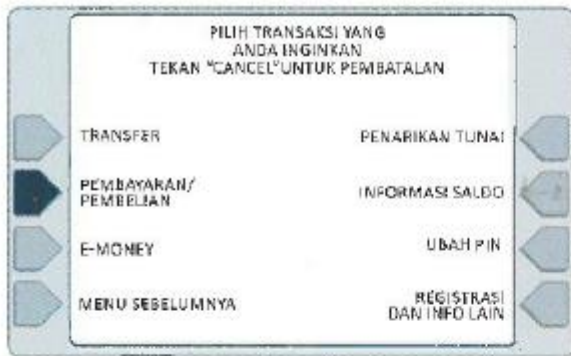 PILIH TRANSAKSI YANG
ANDA INGINKAN
TEKAN "CANCEL"UNTUK PEMBATALAN
TRANSFER
PENARIKAN TUNAI
PEMBAYARAN/
PEMBELIAN
INFORMASI SALDO
E-MONEY
UBAH PIN
MENU SEBELUMNYA
REGISTRASI
DAN INFO LAIN